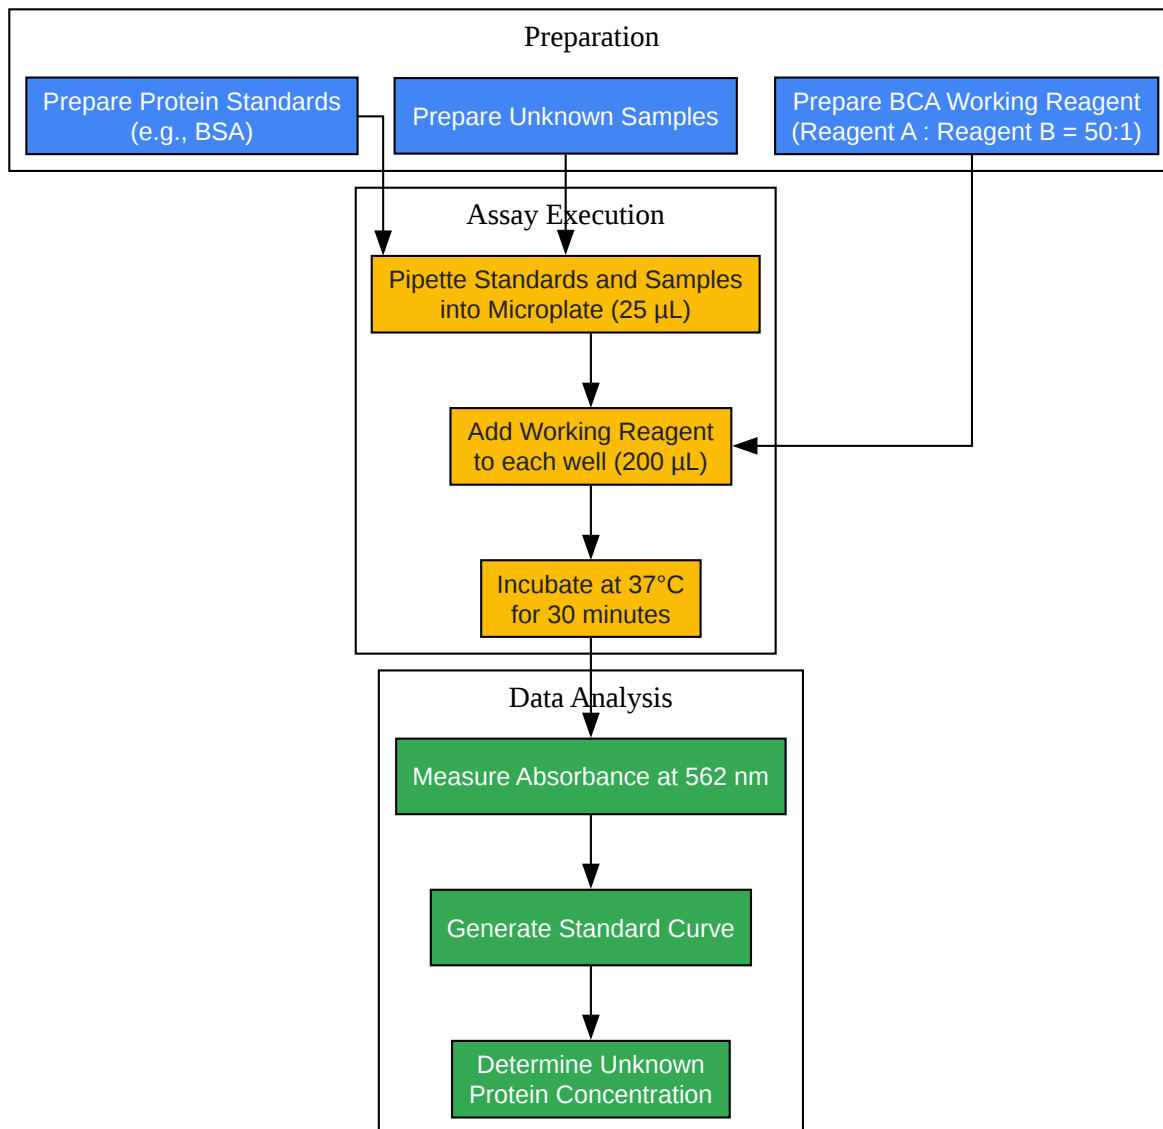 Preparation
Prepare Protein Standards
(e.g., BSA)
Prepare Unknown Samples
Prepare BCA Working Reagent
(Reagent A : Reagent B = 50:1)
Assay Execution
Pipette Standards and Samples
into Microplate (25 µL)
Add Working Reagent
to each well (200 µL)
Incubate at 37°C
for 30 minutes
Data Analysis
Measure Absorbance at 562 nm
Generate Standard Curve
Determine Unknown
Protein Concentration